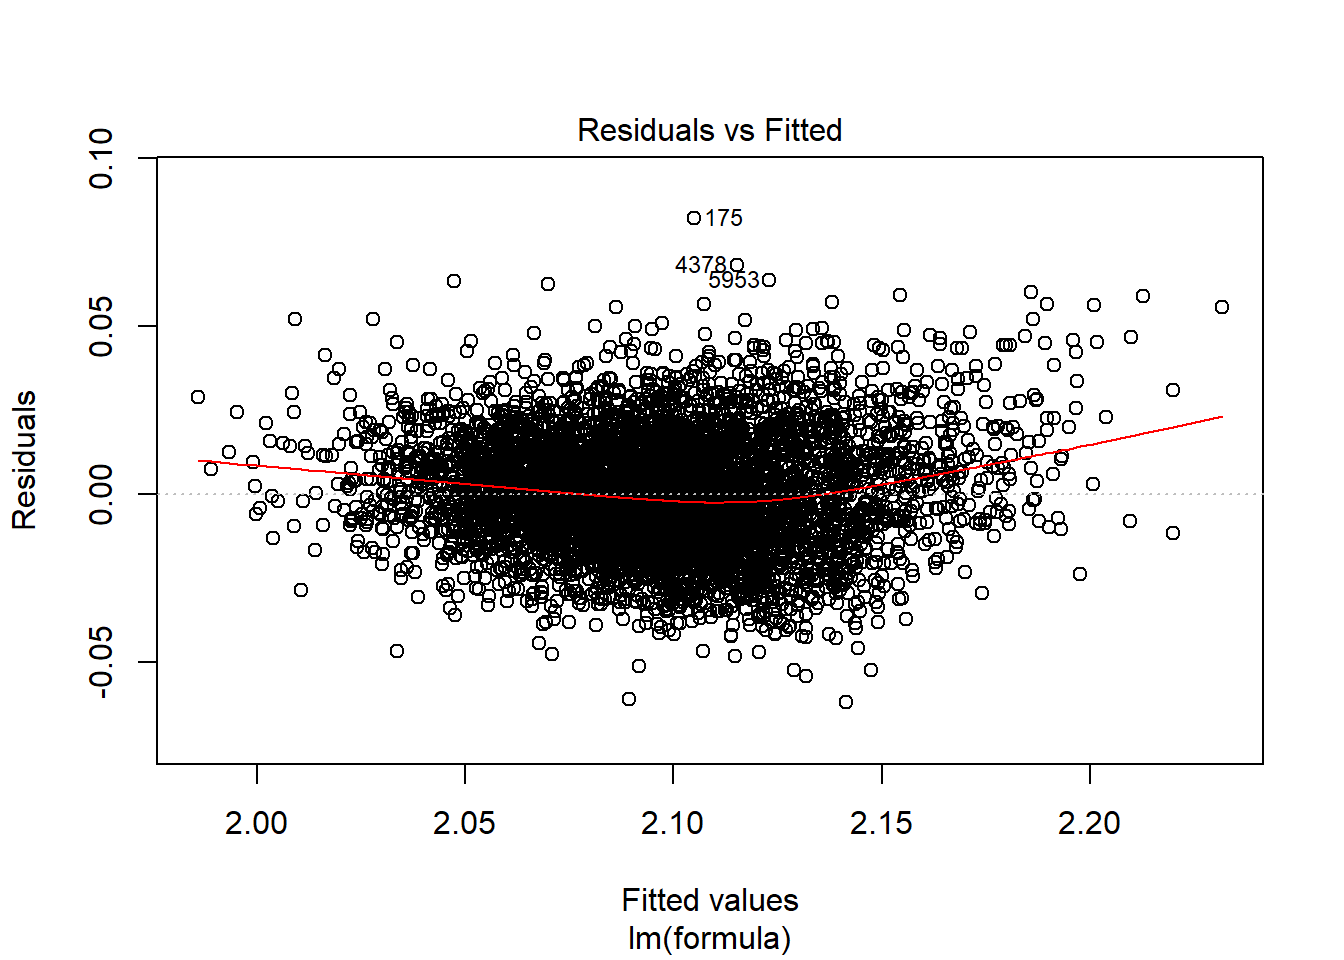 Residuals vs Fitted
0.10
0.05
0.00
-0.05
Residuals
175
4378
5953
2.00 2.05 2.10 2.15 2.20
Fitted values
lm(formula)